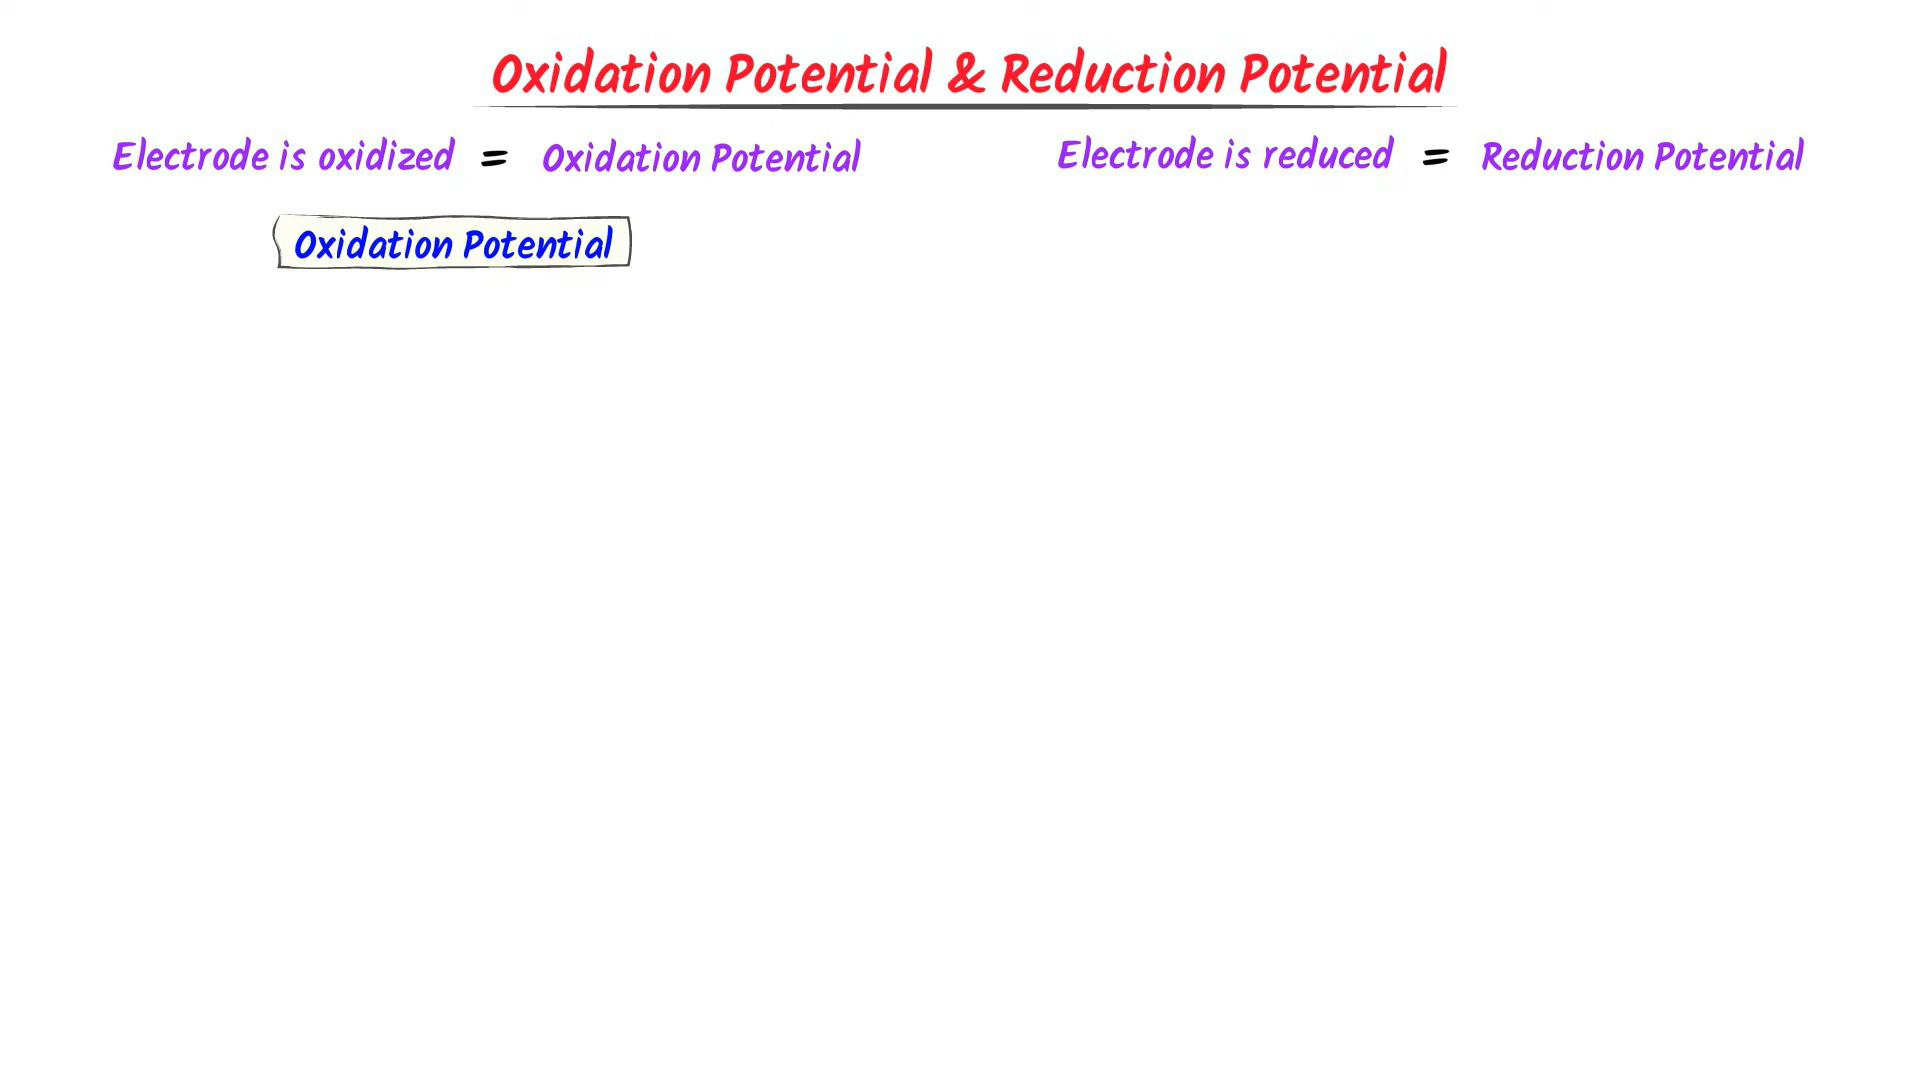 Oxidation Potential & Reduction Potential
Electrode is oxidized = Oxidation Potential
Electrode is reduced = Reduction Potential
Oxidation Potential